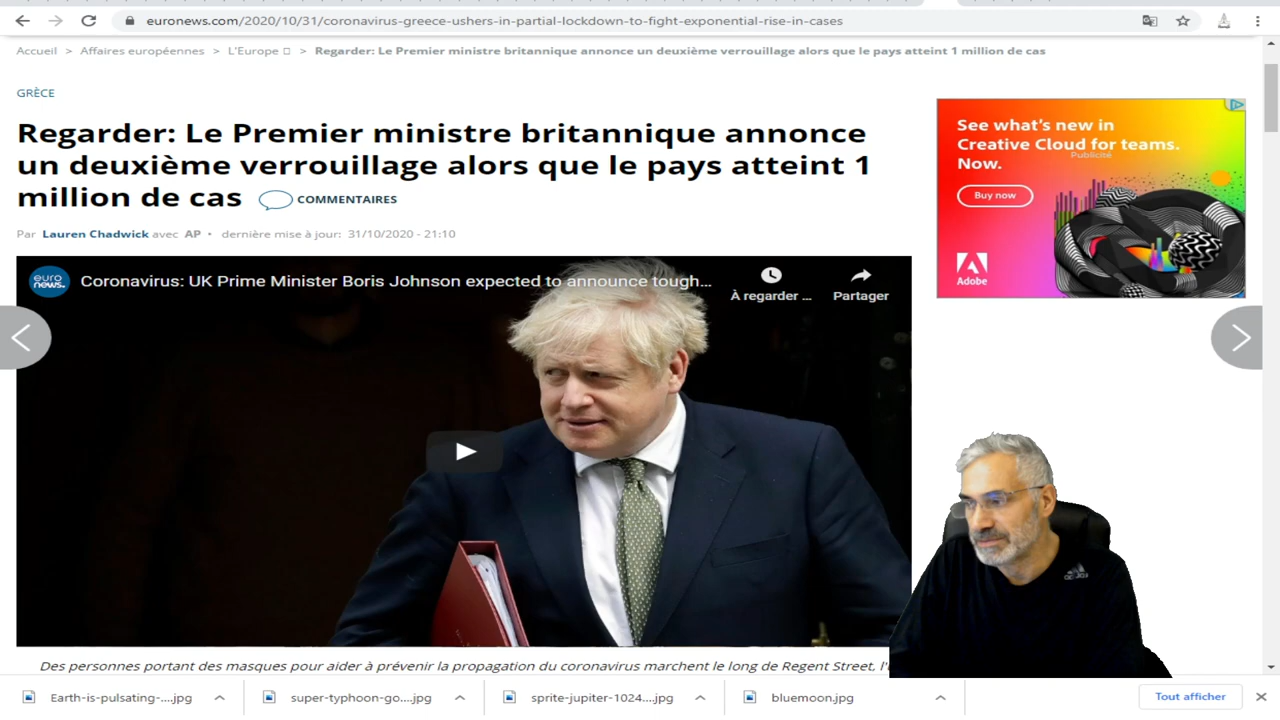 euronews.com/2020/10/31/coronavirus-greece-ushers-in-partial-lockdown-to-fight-exponential-rise-in-cases
Accueil > Affaires européennes > L'Europe □ > Regarder: Le Premier ministre britannique annonce un deuxième verrouillage alors que le pays atteint 1 million de cas
GRÈCE
Regarder: Le Premier ministre britannique annonce
un deuxième verrouillage alors que le pays atteint 1
million de cas COMMENTAIRES
Par Lauren Chadwick avec AP • dernière mise à jour: 31/10/2020 - 21:10
euro
news.
Coronavirus: UK Prime Minister Boris Johnson expected to announce tough...
À regarder ...
Partager
See what's new in
Creative Cloud for teams.
Now.
Publicité
Buy now
Adobe
adidas
Des personnes portant des masques pour aider à prévenir la propagation du coronavirus marchent le long de Regent Street,
Earth-is-pulsating-....jpg
super-typhoon-go....jpg
sprite-jupiter-1024....jpg
bluemoon.jpg
Tout afficher